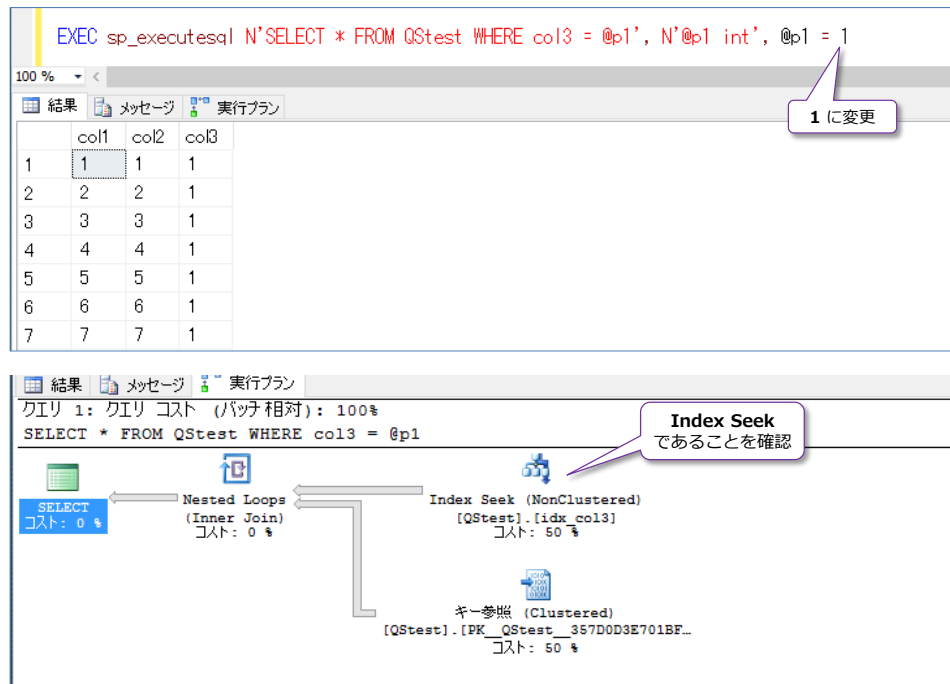 EXEC sp_executesql N'SELECT * FROM QStest WHERE col3 = @p1', N'@p1 int', @p1 = 1
100 %
1 に変更
結果 メッセージ 実行プラン
col1 col2 col3
1 1 1 1
2 2 2 1
3 3 3 1
4 4 4 1
5 5 5 1
6 6 6 1
7 7 7 1
結果 メッセージ 実行プラン
クエリ 1: クエリ コスト (バッチ相対): 100%
SELECT * FROM QStest WHERE col3 = @p1
Index Seek
であることを確認
SELECT
コスト: 0 %
Nested Loops
(Inner Join)
コスト: 0 %
Index Seek (NonClustered)
[QStest].[idx_col3]
コスト: 50 %
キー参照 (Clustered)
[QStest].[PK__QStest__357D0D3E701BF…
コスト: 50 %